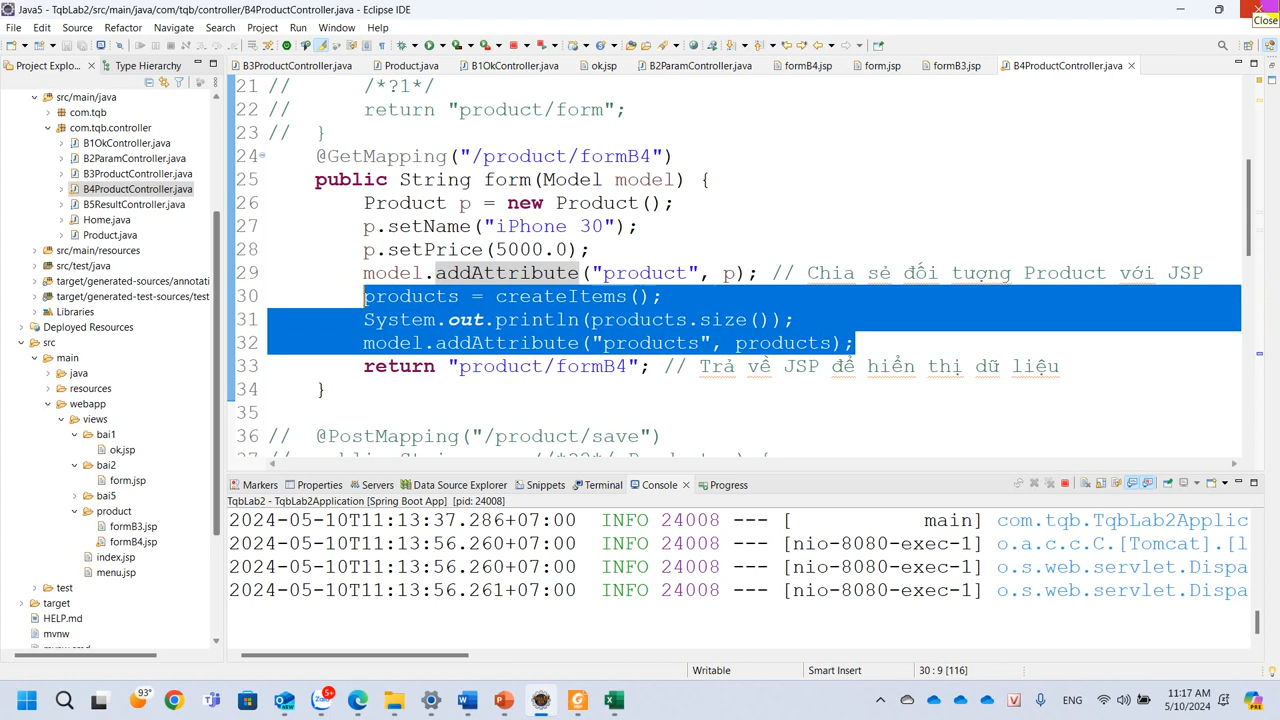 Java5 - TqbLab2/src/main/java/com/tqb/controller/B4ProductController.java - Eclipse IDE
Close
File Edit Source Refactor Navigate Search Project Run Window Help
Project Explo... Type Hierarchy
B3ProductController.java Product.java B1OkController.java ok.jsp B2ParamController.java formB4.jsp form.jsp formB3.jsp B4ProductController.java
src/main/java
com.tqb
com.tqb.controller
B1OkController.java
B2ParamController.java
B3ProductController.java
B4ProductController.java
B5ResultController.java
Home.java
Product.java
src/main/resources
src/test/java
target/generated-sources/annotati
target/generated-test-sources/test
Libraries
Deployed Resources
src
main
java
resources
webapp
views
bai1
ok.jsp
bai2
form.jsp
bai5
product
formB3.jsp
formB4.jsp
index.jsp
menu.jsp
test
target
HELP.md
mvnw
21 // /*?1*/
22 // return "product/form";
23 // }
24 @GetMapping("/product/formB4")
25 public String form(Model model) {
26 Product p = new Product();
27 p.setName("iPhone 30");
28 p.setPrice(5000.0);
29 model.addAttribute("product", p); // Chia sẻ đối tượng Product với JSP
30 products = createItems();
31 System.out.println(products.size());
32 model.addAttribute("products", products);
33 return "product/formB4"; // Trả về JSP để hiển thị dữ liệu
34 }
35
36 // @PostMapping("/product/save")
Markers Properties Servers Data Source Explorer Snippets Terminal Console Progress
TqbLab2 - TqbLab2Application [Spring Boot App] [pid: 24008]
2024-05-10T11:13:37.286+07:00 INFO 24008 --- [ main] com.tqb.TqbLab2Applic
2024-05-10T11:13:56.260+07:00 INFO 24008 --- [nio-8080-exec-1] o.a.c.c.C.[Tomcat].[l
2024-05-10T11:13:56.260+07:00 INFO 24008 --- [nio-8080-exec-1] o.s.web.servlet.Dispa
2024-05-10T11:13:56.261+07:00 INFO 24008 --- [nio-8080-exec-1] o.s.web.servlet.Dispa
Writable Smart Insert 30 : 9 [116]
93°
5+
ENG
11:17 AM
5/10/2024
PRE